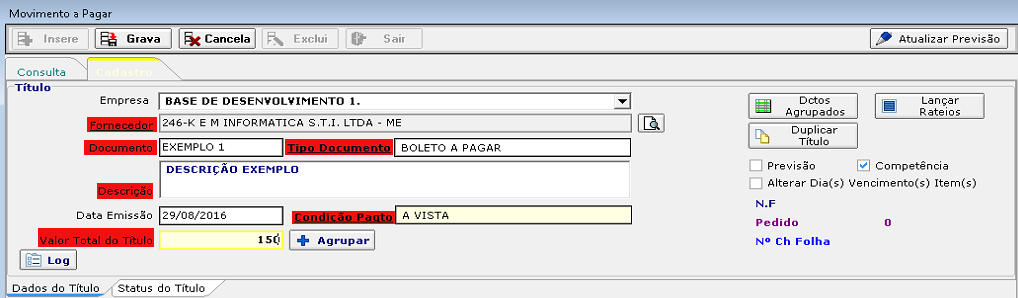 Movimento a Pagar
Insere Grava Cancela Exclui Sair Atualizar Previsão
Consulta Cadastro
Título
Empresa BASE DE DESENVOLVIMENTO 1.
Dctos Agrupados
Lançar Rateios
Fornecedor 246-K E M INFORMATICA S.T.I. LTDA - ME
Duplicar Título
Documento EXEMPLO 1 Tipo Documento BOLETO A PAGAR
Previsão Competência
Descrição DESCRIÇÃO EXEMPLO
Alterar Dia(s) Vencimento(s) Item(s)
N.F
Data Emissão 29/08/2016 Condição Pagto A VISTA
Pedido 0
Valor Total do Título 150 Agrupar
Nº Ch Folha
Log
Dados do Título Status do Título